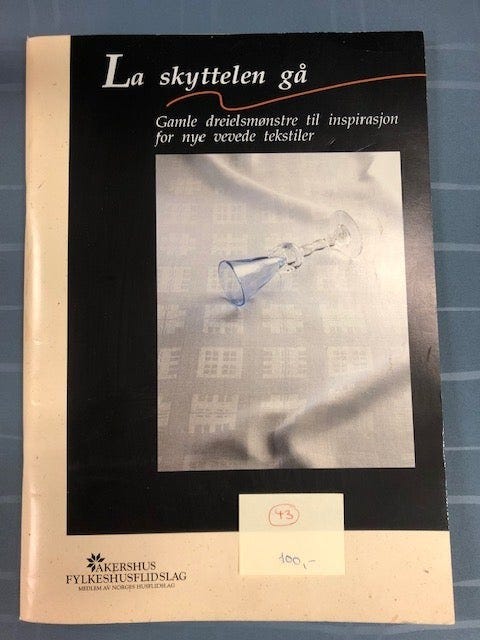 La skyttelen gå
Gamle dreielsmønstre til inspirasjon
for nye vevede tekstiler
43
100,-
AKERSHUS
FYLKESHUSFLIDSLAG
MEDLEM AV NORGES HUSFLIDSLAG